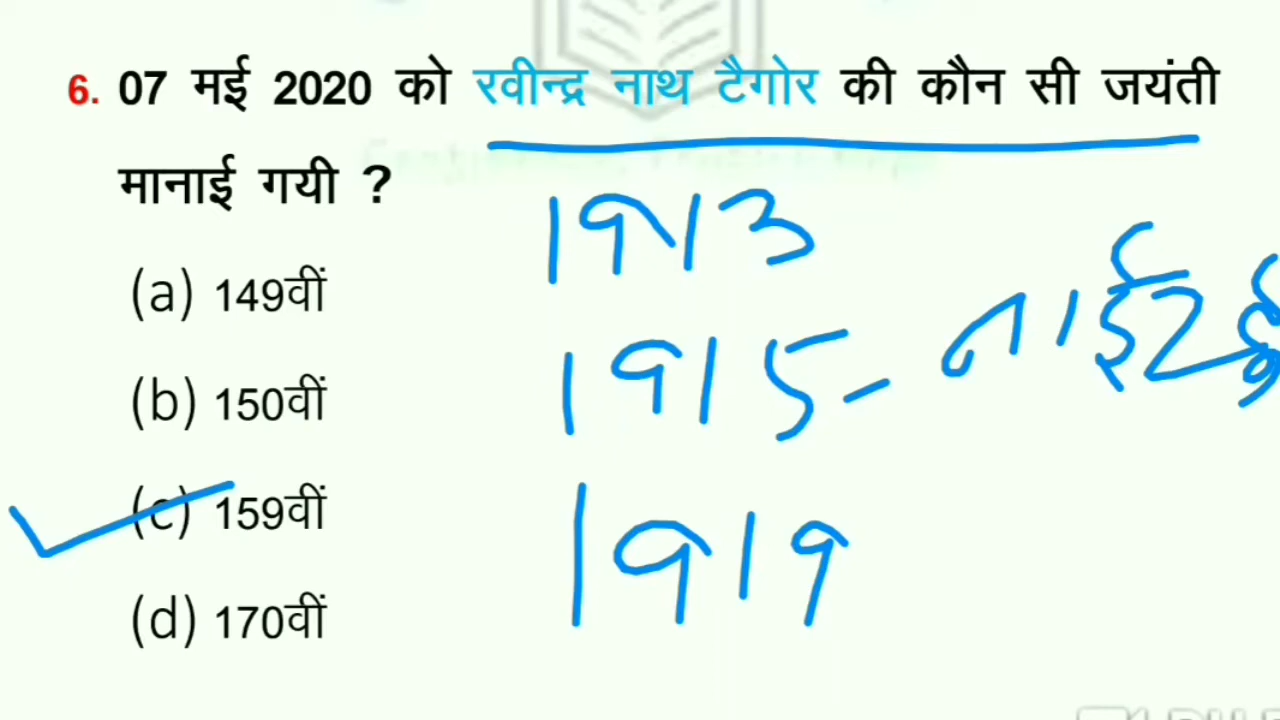 6. 07 मई 2020 को रवीन्द्र नाथ टैगोर की कौन सी जयंती
मानाई गयी ?
1913
(a) 149वीं
(b) 150वीं
1915 -
(c) 159वीं
1919
(d) 170वीं